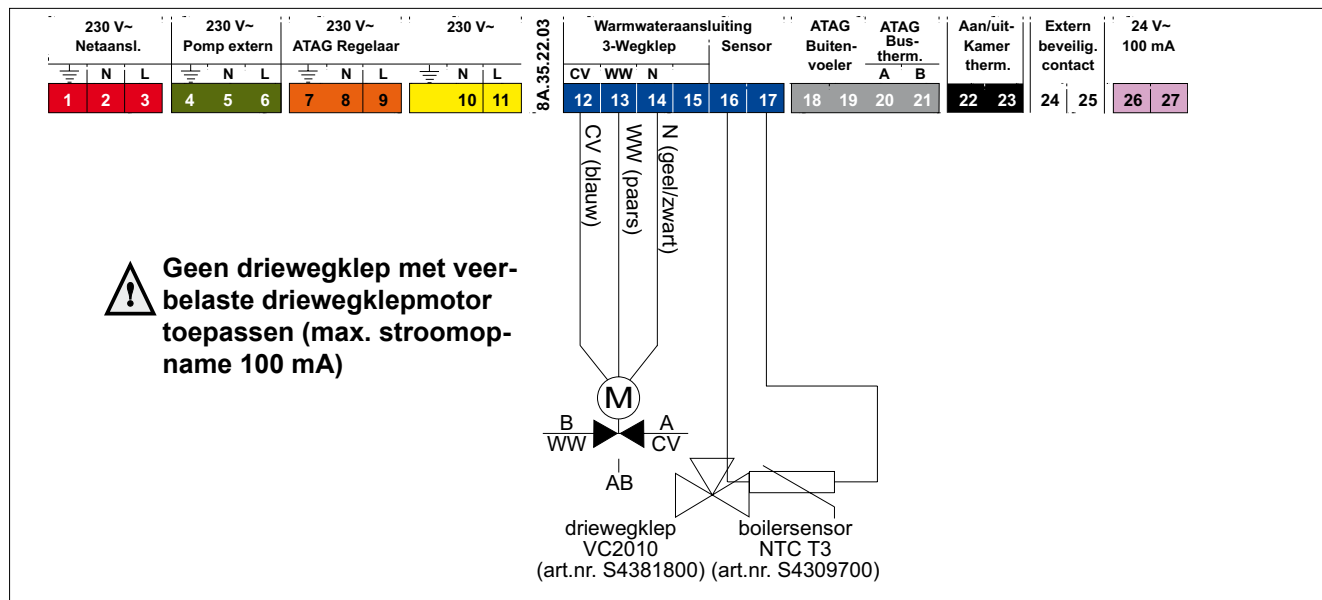 230 V~ 230 V~ 230 V~ 230 V~ Warmwateraansluiting ATAG ATAG Aan/uit- Extern 24 V~
Netaansl. Pomp extern ATAG Regelaar 3-Wegklep Sensor Buiten- Bus- Kamer beveilig. 100 mA
voeler therm. therm. contact
N L N L N L N L CV WW N A B
1 2 3 4 5 6 7 8 9 10 11 12 13 14 15 16 17 18 19 20 21 22 23 24 25 26 27
8A.35.22.03
CV (blauw)
WW (paars)
N (geel/zwart)
Geen driewegklep met veer-
belaste driewegklepmotor
toepassen (max. stroomop-
name 100 mA)
M
B A
WW CV
AB
driewegklep
VC2010
(art.nr. S4381800)
boilersensor
NTC T3
(art.nr. S4309700)